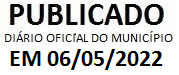 PUBLICADO
DIÁRIO OFICIAL DO MUNICÍPIO
EM 06/05/2022